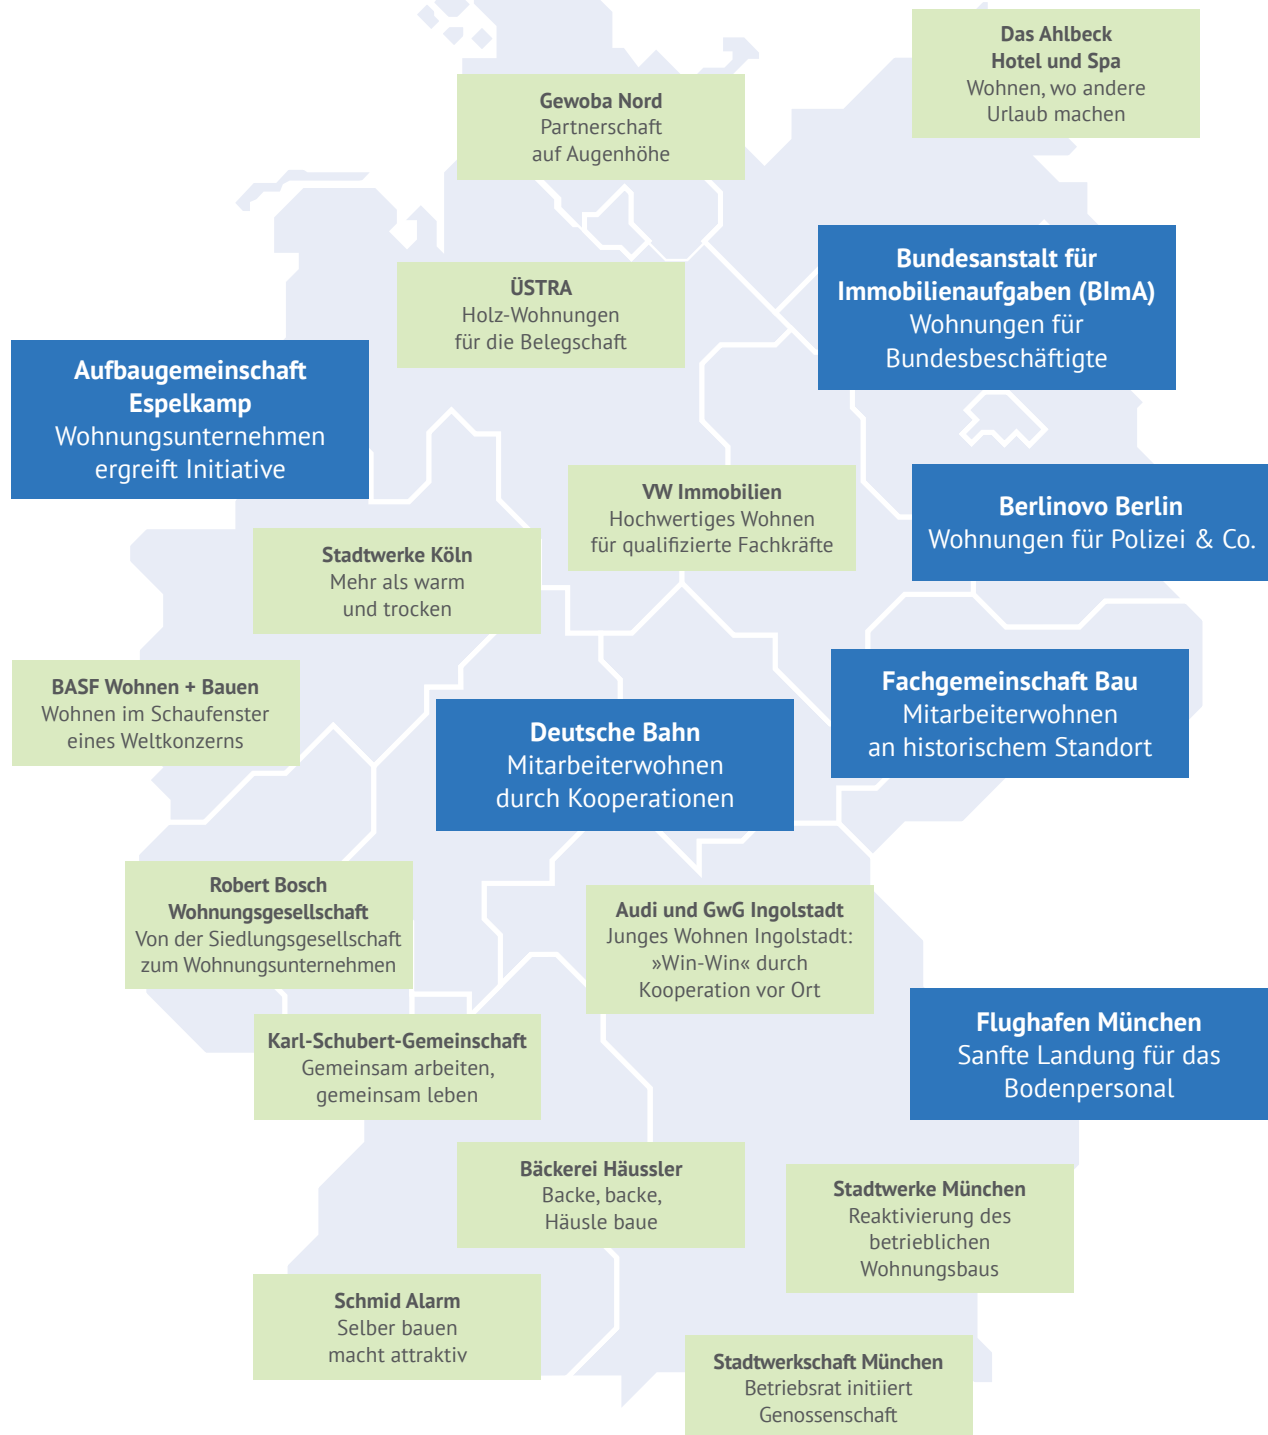 Das Ahlbeck
Hotel und Spa
Wohnen, wo andere
Urlaub machen
Gewoba Nord
Partnerschaft
auf Augenhöhe
Bundesanstalt für
Immobilienaufgaben (BImA)
Wohnungen für
Bundesbeschäftigte
ÜSTRA
Holz-Wohnungen
für die Belegschaft
Aufbaugemeinschaft
Espelkamp
Wohnungsunternehmen
ergreift Initiative
VW Immobilien
Hochwertiges Wohnen
für qualifizierte Fachkräfte
Berlinovo Berlin
Wohnungen für Polizei & Co.
Stadtwerke Köln
Mehr als warm
und trocken
BASF Wohnen + Bauen
Wohnen im Schaufenster
eines Weltkonzerns
Fachgemeinschaft Bau
Mitarbeiterwohnen
an historischem Standort
Deutsche Bahn
Mitarbeiterwohnen
durch Kooperationen
Robert Bosch
Wohnungsgesellschaft
Von der Siedlungsgesellschaft
zum Wohnungsunternehmen
Audi und GwG Ingolstadt
Junges Wohnen Ingolstadt:
»Win-Win« durch
Kooperation vor Ort
Flughafen München
Sanfte Landung für das
Bodenpersonal
Karl-Schubert-Gemeinschaft
Gemeinsam arbeiten,
gemeinsam leben
Bäckerei Häussler
Backe, backe,
Häusle baue
Stadtwerke München
Reaktivierung des
betrieblichen
Wohnungsbaus
Schmid Alarm
Selber bauen
macht attraktiv
Stadtwerkschaft München
Betriebsrat initiiert
Genossenschaft